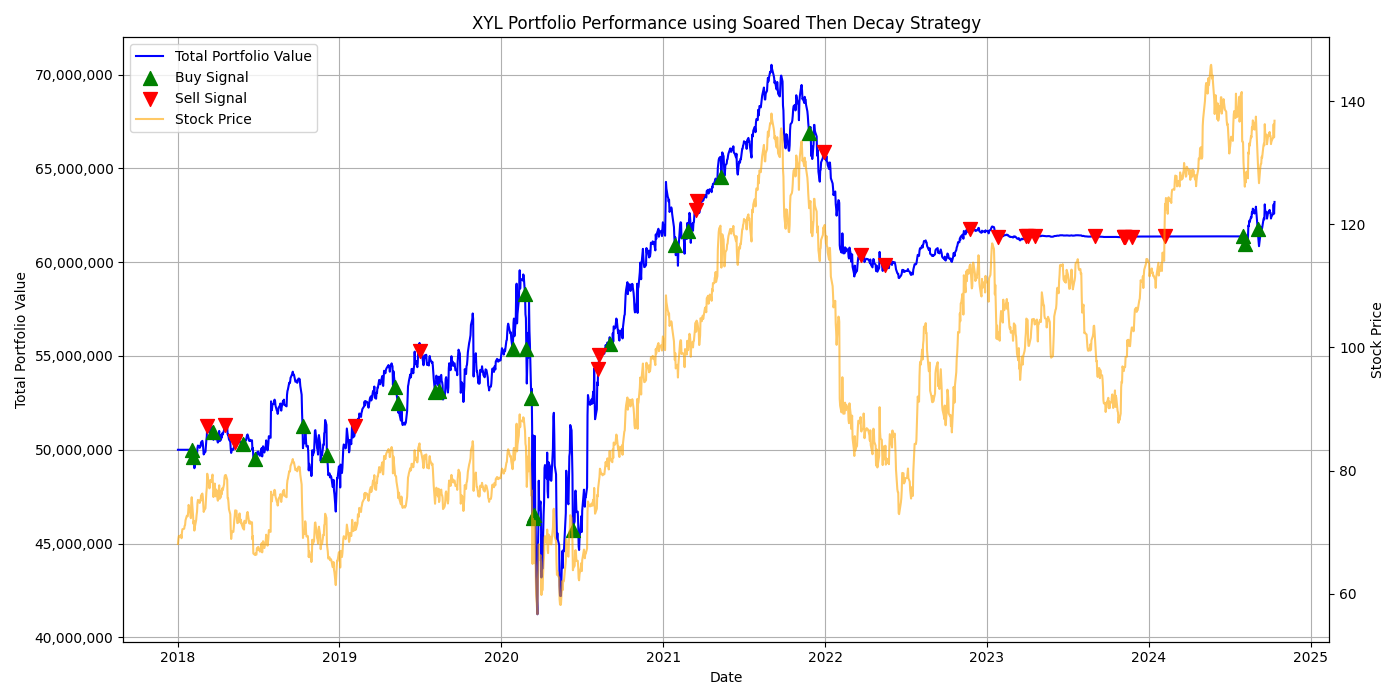 XYL Portfolio Performance using Soared Then Decay Strategy
Total Portfolio Value
Buy Signal
Sell Signal
Stock Price
70,000,000
65,000,000
60,000,000
55,000,000
50,000,000
45,000,000
40,000,000
Total Portfolio Value
140
120
100
80
60
Stock Price
2018
2019
2020
2021
2022
2023
2024
2025
Date